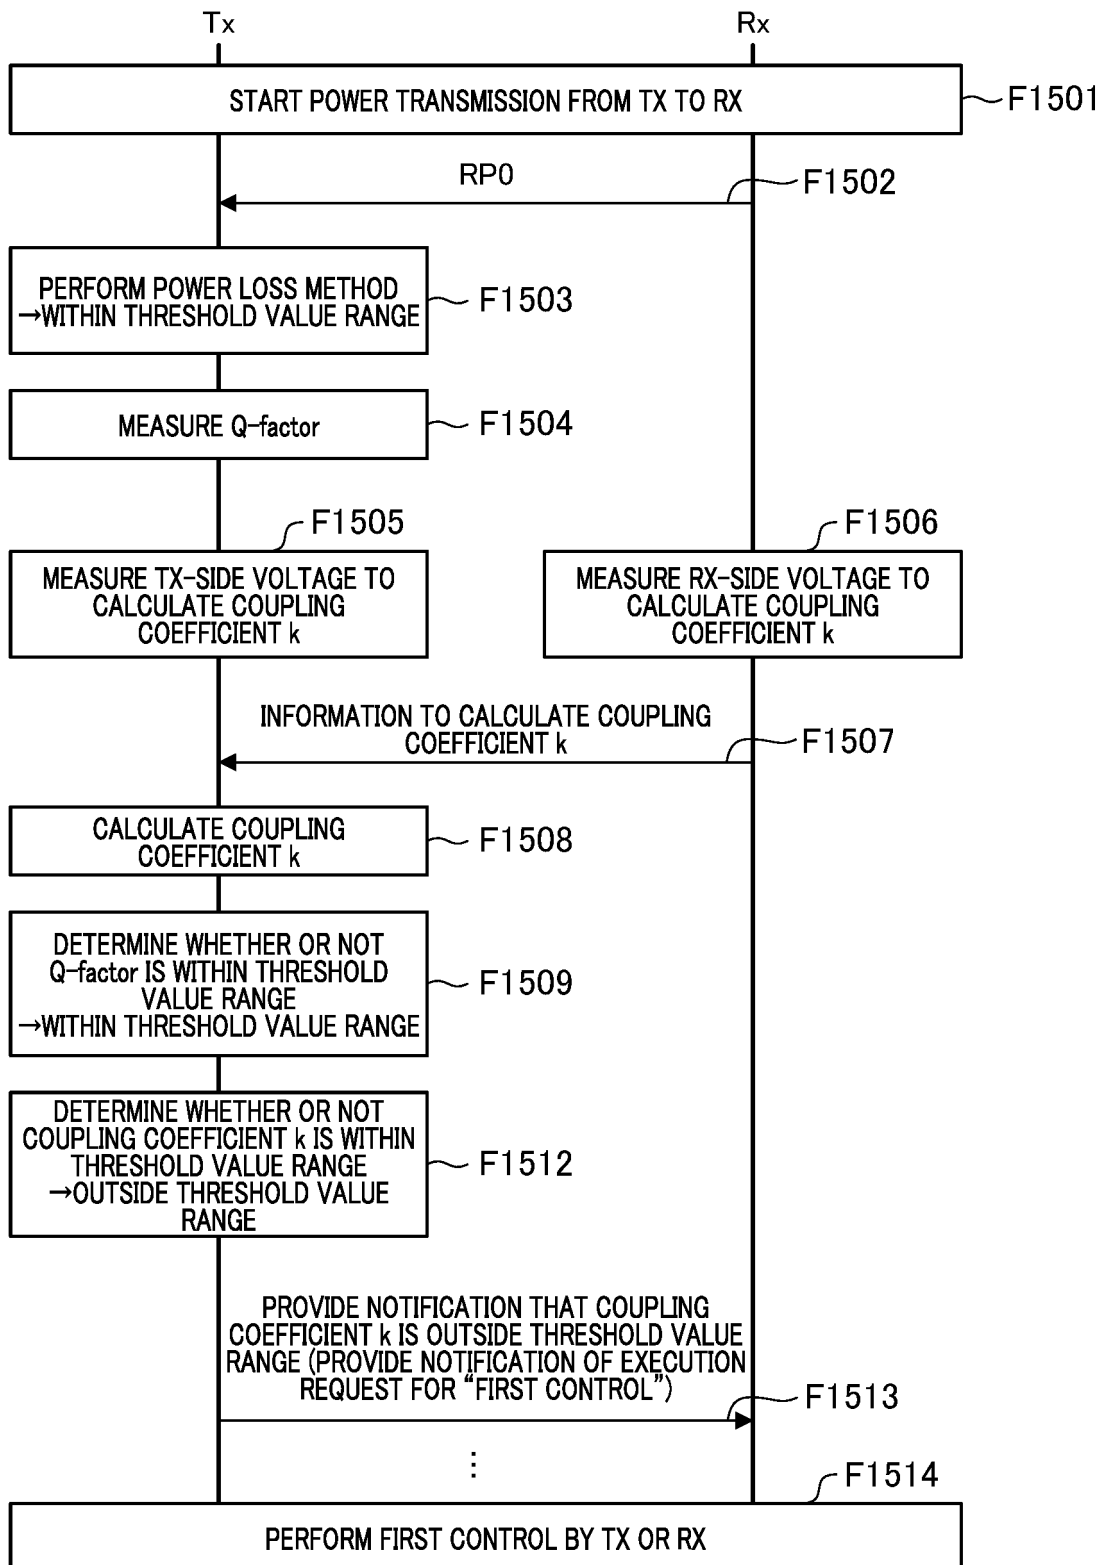 Tx
Rx
START POWER TRANSMISSION FROM TX TO RX
F1501
RP0
F1502
PERFORM POWER LOSS METHOD
→WITHIN THRESHOLD VALUE RANGE
F1503
MEASURE Q-factor
F1504
F1505
MEASURE TX-SIDE VOLTAGE TO
CALCULATE COUPLING
COEFFICIENT k
F1506
MEASURE RX-SIDE VOLTAGE TO
CALCULATE COUPLING
COEFFICIENT k
INFORMATION TO CALCULATE COUPLING
COEFFICIENT k
F1507
CALCULATE COUPLING
COEFFICIENT k
F1508
DETERMINE WHETHER OR NOT
Q-factor IS WITHIN THRESHOLD
VALUE RANGE
→WITHIN THRESHOLD VALUE RANGE
F1509
DETERMINE WHETHER OR NOT
COUPLING COEFFICIENT k IS WITHIN
THRESHOLD VALUE RANGE
→OUTSIDE THRESHOLD VALUE
RANGE
F1512
PROVIDE NOTIFICATION THAT COUPLING
COEFFICIENT k IS OUTSIDE THRESHOLD VALUE
RANGE (PROVIDE NOTIFICATION OF EXECUTION
REQUEST FOR “FIRST CONTROL”)
F1513
⋮
F1514
PERFORM FIRST CONTROL BY TX OR RX